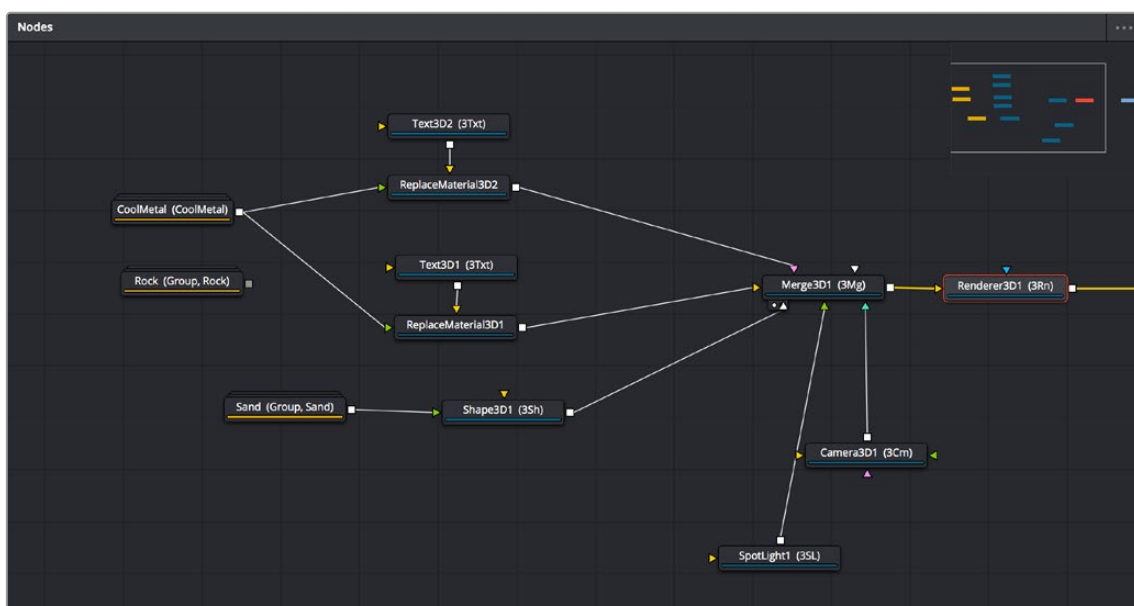 Nodes
Text3D2 (3Txt)
ReplaceMaterial3D2
CoolMetal (CoolMetal)
Text3D1 (3Txt)
Rock (Group, Rock)
Merge3D1 (3Mg)
Renderer3D1 (3Rn)
ReplaceMaterial3D1
Sand (Group, Sand)
Shape3D1 (3Sh)
Camera3D1 (3Cm)
SpotLight1 (3SL)